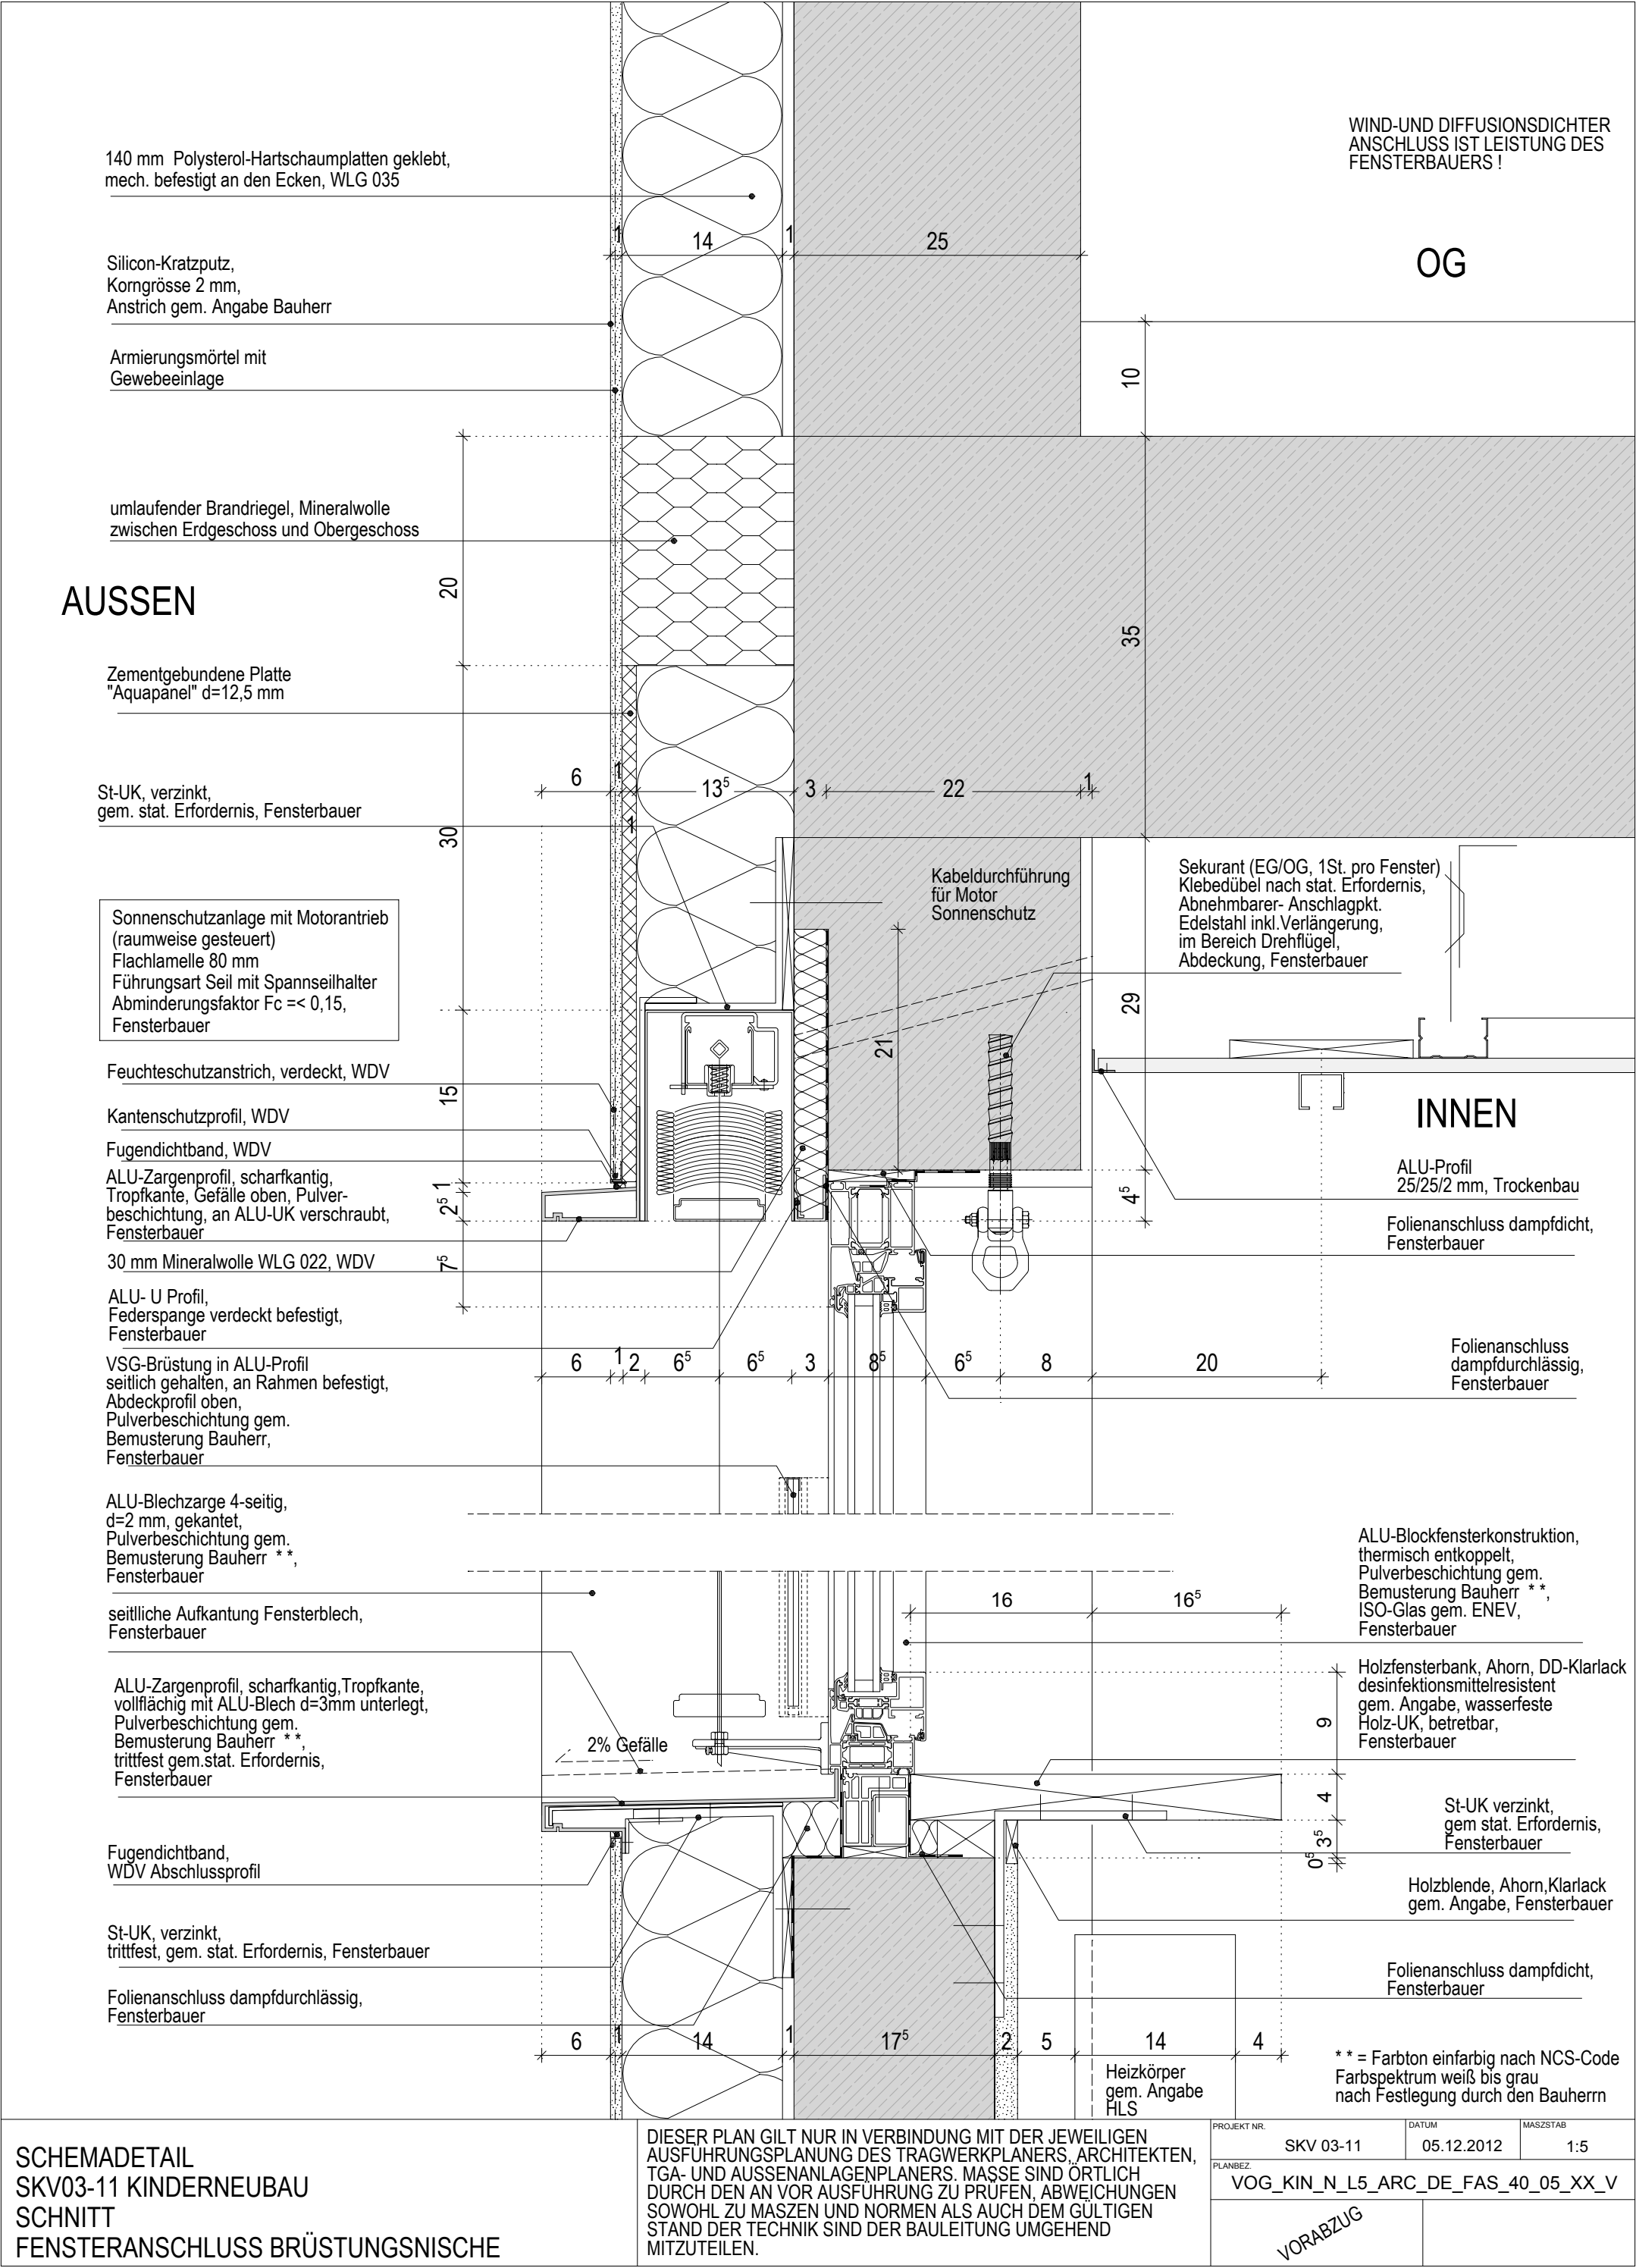 140 mm  Polysterol-Hartschaumplatten geklebt,
mech. befestigt an den Ecken, WLG 035
Silicon-Kratzputz,
Korngrösse 2 mm,
Anstrich gem. Angabe Bauherr
Armierungsmörtel mit
Gewebeeinlage
umlaufender Brandriegel, Mineralwolle
zwischen Erdgeschoss und Obergeschoss
AUSSEN
Zementgebundene Platte
"Aquapanel" d=12,5 mm
St-UK, verzinkt,
gem. stat. Erfordernis, Fensterbauer
Sonnenschutzanlage mit Motorantrieb
(raumweise gesteuert)
Flachlamelle 80 mm
Führungsart Seil mit Spannseilhalter
Abminderungsfaktor Fc =< 0,15,
Fensterbauer
Feuchteschutzanstrich, verdeckt, WDV
Kantenschutzprofil, WDV
Fugendichtband, WDV
ALU-Zargenprofil, scharfkantig,
Tropfkante, Gefälle oben, Pulver-
beschichtung, an ALU-UK verschraubt,
Fensterbauer
30 mm Mineralwolle WLG 022, WDV
ALU- U Profil,
Federspange verdeckt befestigt,
Fensterbauer
VSG-Brüstung in ALU-Profil
seitlich gehalten, an Rahmen befestigt,
Abdeckprofil oben,
Pulverbeschichtung gem.
Bemusterung Bauherr,
Fensterbauer
ALU-Blechzarge 4-seitig,
d=2 mm, gekantet,
Pulverbeschichtung gem.
Bemusterung Bauherr  * *,
Fensterbauer
seitlliche Aufkantung Fensterblech,
Fensterbauer
ALU-Zargenprofil, scharfkantig,Tropfkante,
vollflächig mit ALU-Blech d=3mm unterlegt,
Pulverbeschichtung gem.
Bemusterung Bauherr  * *,
trittfest gem.stat. Erfordernis,
Fensterbauer
Fugendichtband,
WDV Abschlussprofil
St-UK, verzinkt,
trittfest, gem. stat. Erfordernis, Fensterbauer
Folienanschluss dampfdurchlässig,
Fensterbauer
1 14 1 25
20
30
15
1
2⁵
7⁵
6 1 13⁵ 3 22 1
1
21
Kabeldurchführung
für Motor
Sonnenschutz
6 1 2 6⁵ 6⁵ 3 8⁵ 6⁵ 8 20
2% Gefälle
6 1 14 1 17⁵ 2 5 14 4
WIND-UND DIFFUSIONSDICHTER
ANSCHLUSS IST LEISTUNG DES
FENSTERBAUERS !
OG
10
35
29
4⁵
Sekurant (EG/OG, 1St. pro Fenster)
Klebedübel nach stat. Erfordernis,
Abnehmbarer- Anschlagpkt.
Edelstahl inkl.Verlängerung,
im Bereich Drehflügel,
Abdeckung, Fensterbauer
INNEN
ALU-Profil
25/25/2 mm, Trockenbau
Folienanschluss dampfdicht,
Fensterbauer
Folienanschluss
dampfdurchlässig,
Fensterbauer
16 16⁵
ALU-Blockfensterkonstruktion,
thermisch entkoppelt,
Pulverbeschichtung gem.
Bemusterung Bauherr  * *,
ISO-Glas gem. ENEV,
Fensterbauer
Holzfensterbank, Ahorn, DD-Klarlack
desinfektionsmittelresistent
gem. Angabe, wasserfeste
Holz-UK, betretbar,
Fensterbauer
9
4
3⁵
0⁵
St-UK verzinkt,
gem stat. Erfordernis,
Fensterbauer
Holzblende, Ahorn,Klarlack
gem. Angabe, Fensterbauer
Folienanschluss dampfdicht,
Fensterbauer
Heizkörper
gem. Angabe
HLS
* * = Farbton einfarbig nach NCS-Code
Farbspektrum weiß bis grau
nach Festlegung durch den Bauherrn
SCHEMADETAIL
SKV03-11 KINDERNEUBAU
SCHNITT
FENSTERANSCHLUSS BRÜSTUNGSNISCHE
DIESER PLAN GILT NUR IN VERBINDUNG MIT DER JEWEILIGEN
AUSFÜHRUNGSPLANUNG DES TRAGWERKPLANERS, ARCHITEKTEN,
TGA- UND AUSSENANLAGENPLANERS. MASSE SIND ÖRTLICH
DURCH DEN AN VOR AUSFÜHRUNG ZU PRÜFEN, ABWEICHUNGEN
SOWOHL ZU MASZEN UND NORMEN ALS AUCH DEM GÜLTIGEN
STAND DER TECHNIK SIND DER BAULEITUNG UMGEHEND
MITZUTEILEN.
PROJEKT NR.
SKV 03-11
DATUM
05.12.2012
MASZSTAB
1:5
PLANBEZ.
VOG_KIN_N_L5_ARC_DE_FAS_40_05_XX_V
VORABZUG